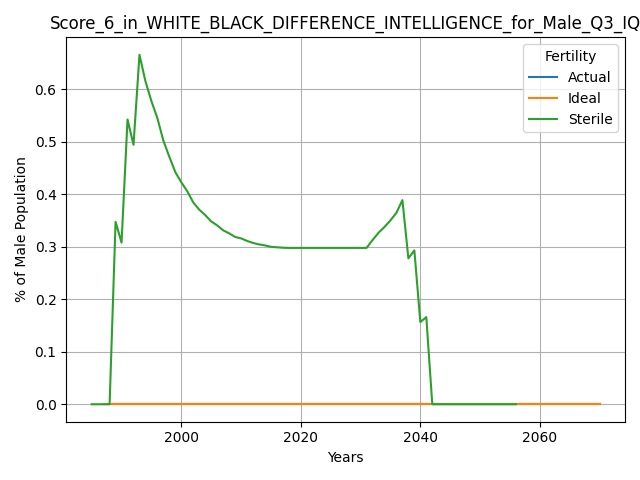 Score_6_in_WHITE_BLACK_DIFFERENCE_INTELLIGENCE_for_Male_Q3_IQ
% of Male Population
0.6
0.5
0.4
0.3
0.2
0.1
0.0
Fertility
Actual
Ideal
Sterile
2000 2020 2040 2060
Years